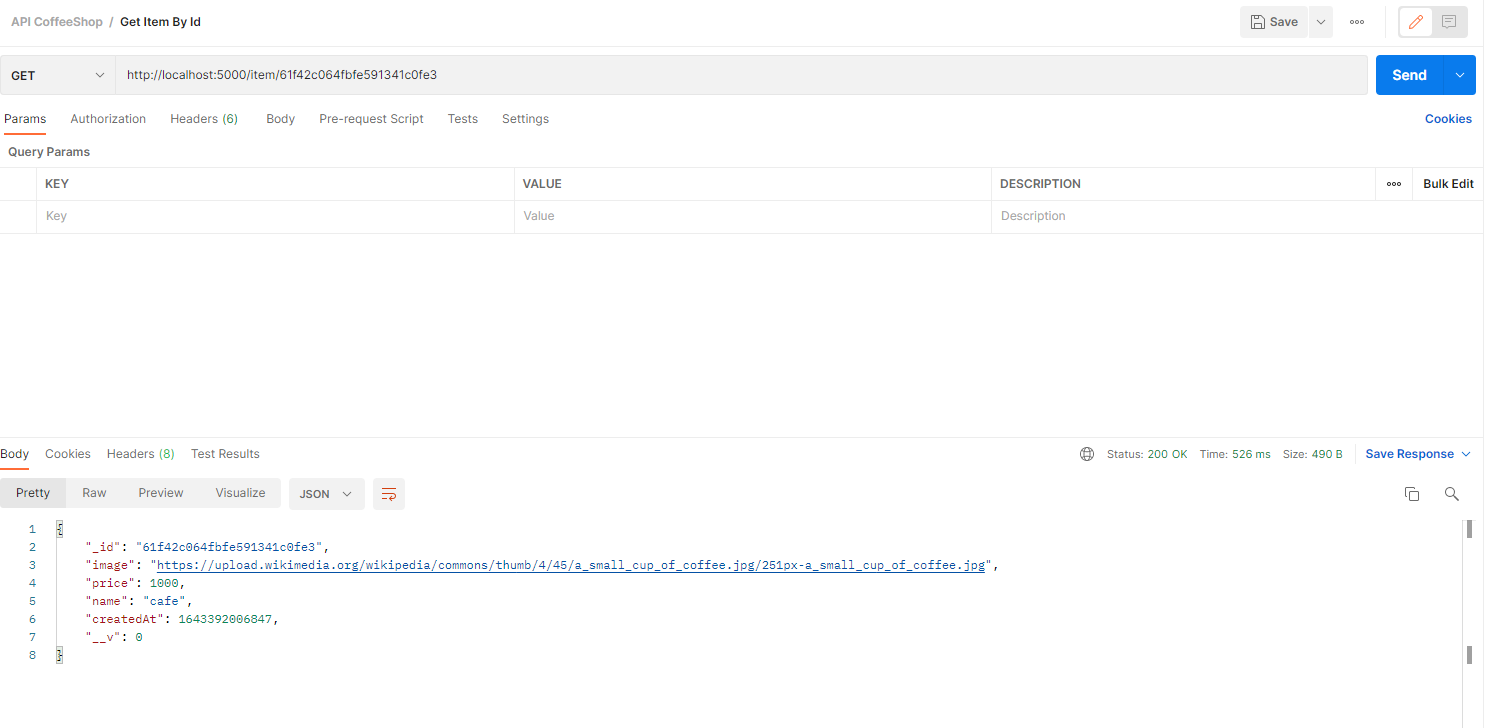 API CoffeeShop / Get Item By Id
Save
GET http://localhost:5000/item/61f42c064fbfe591341c0fe3 Send
Params Authorization Headers (6) Body Pre-request Script Tests Settings Cookies
Query Params
KEY VALUE DESCRIPTION Bulk Edit
Key Value Description
Body Cookies Headers (8) Test Results Status: 200 OK Time: 526 ms Size: 490 B Save Response
Pretty Raw Preview Visualize JSON
1 {
2 "_id": "61f42c064fbfe591341c0fe3",
3 "image": "https://upload.wikimedia.org/wikipedia/commons/thumb/4/45/a_small_cup_of_coffee.jpg/251px-a_small_cup_of_coffee.jpg",
4 "price": 1000,
5 "name": "cafe",
6 "createdAt": 1643392006847,
7 "__v": 0
8 }